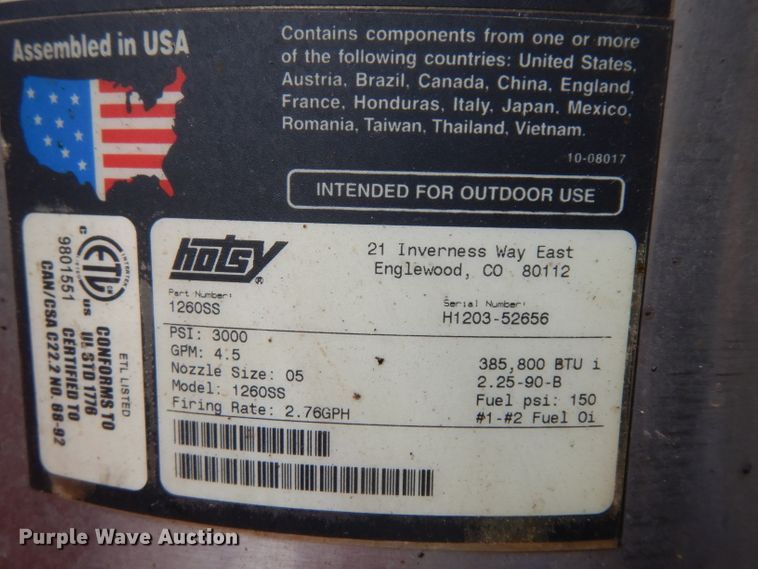 Assembled in USA
Contains components from one or more
of the following countries: United States,
Austria, Brazil, Canada, China, England,
France, Honduras, Italy, Japan, Mexico,
Romania, Taiwan, Thailand, Vietnam.
10-08017
INTENDED FOR OUTDOOR USE
hotsy®
21 Inverness Way East
Englewood, CO 80112
Part Number:
1260SS
Serial Number:
H1203-52656
PSI: 3000
GPM: 4.5
Nozzle Size: 05
Model: 1260SS
Firing Rate: 2.76GPH
385,800 BTU i
2.25-90-B
Fuel psi: 150
#1-#2 Fuel Oi
C
ETL
CM
US
INTERTEK
ETL LISTED
CONFORMS TO
UL STD 1776
CERTIFIED TO
CAN/CSA C22.2 NO. 68-92
9801551
Purple Wave Auction